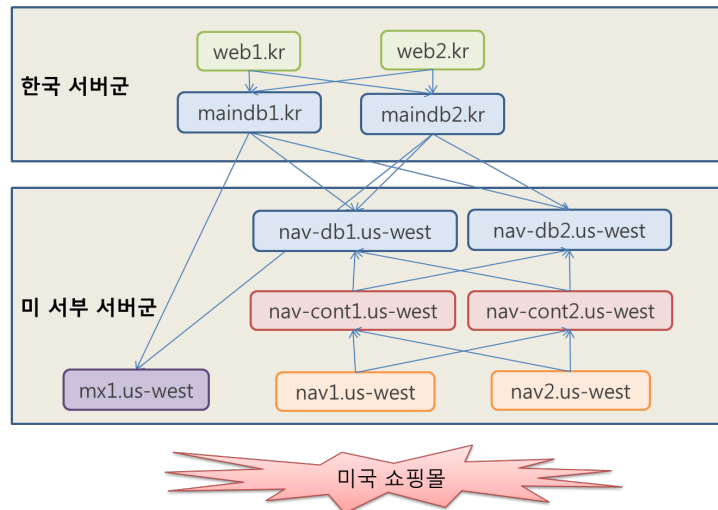 web1.kr
web2.kr
한국 서버군
maindb1.kr
maindb2.kr
nav-db1.us-west
nav-db2.us-west
미 서부 서버군
nav-cont1.us-west
nav-cont2.us-west
mx1.us-west
nav1.us-west
nav2.us-west
미국 쇼핑몰